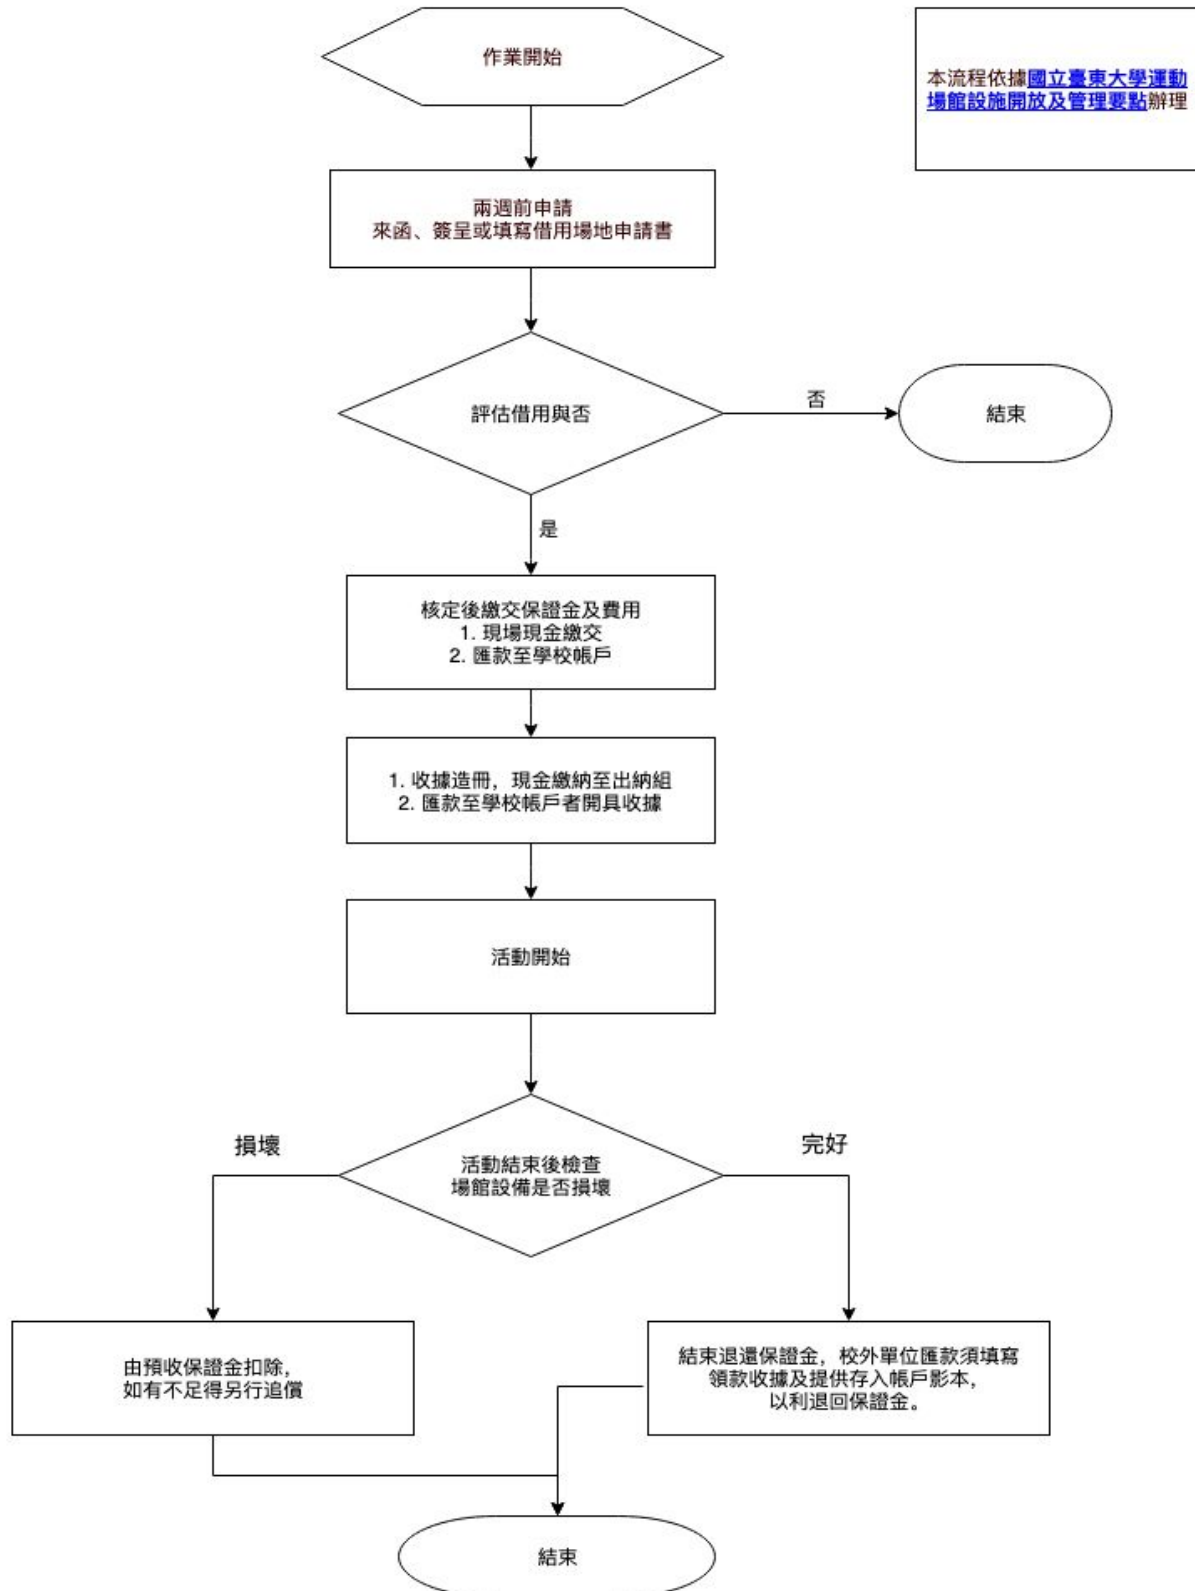 作業開始
本流程依據國立臺東大學運動
場館設施開放及管理要點辦理
兩週前申請
來函、簽呈或填寫借用場地申請書
評估借用與否
否
結束
是
核定後繳交保證金及費用
1. 現場現金繳交
2. 匯款至學校帳戶
1. 收據造冊，現金繳納至出納組
2. 匯款至學校帳戶者開具收據
活動開始
損壞
完好
活動結束後檢查
場館設備是否損壞
由預收保證金扣除，
如有不足得另行追償
結束退還保證金，校外單位匯款須填寫
領款收據及提供存入帳戶影本，
以利退回保證金。
結束